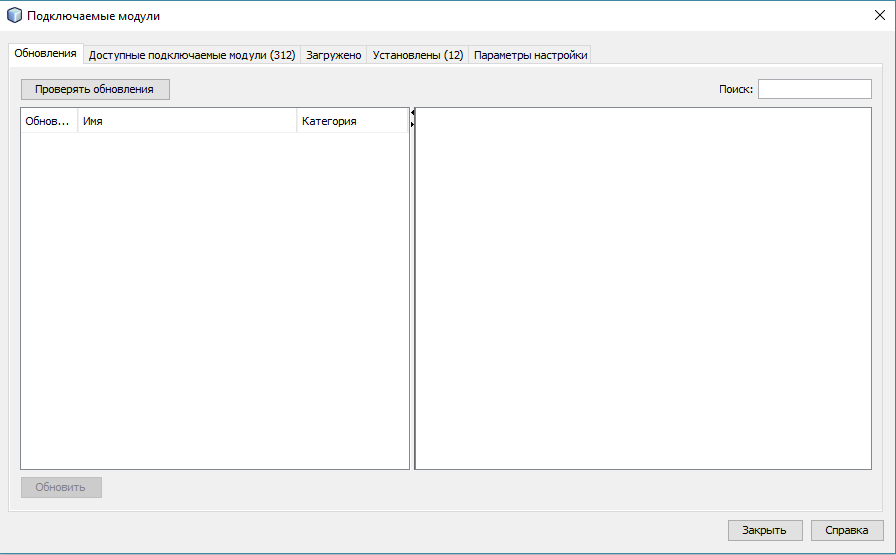 Подключаемые модули
Обновления Доступные подключаемые модули (312) Загружено Установлены (12) Параметры настройки
Проверять обновления Поиск:
Обнов... Имя Категория
Обновить
Закрыть Справка